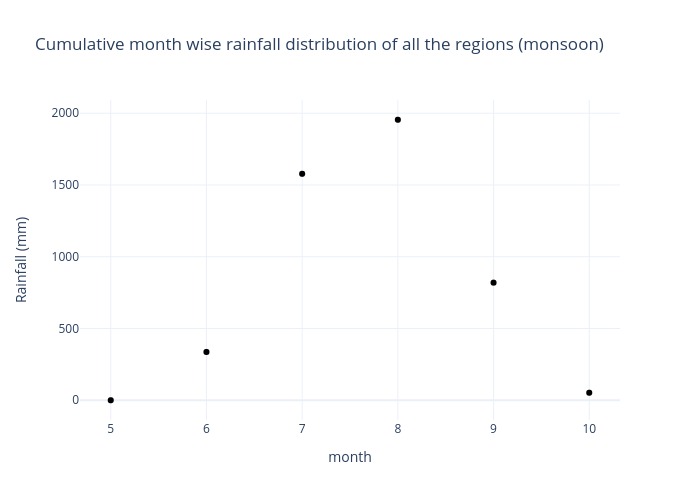 Cumulative month wise rainfall distribution of all the regions (monsoon)
2000
1500
1000
500
0
Rainfall (mm)
5 6 7 8 9 10
month